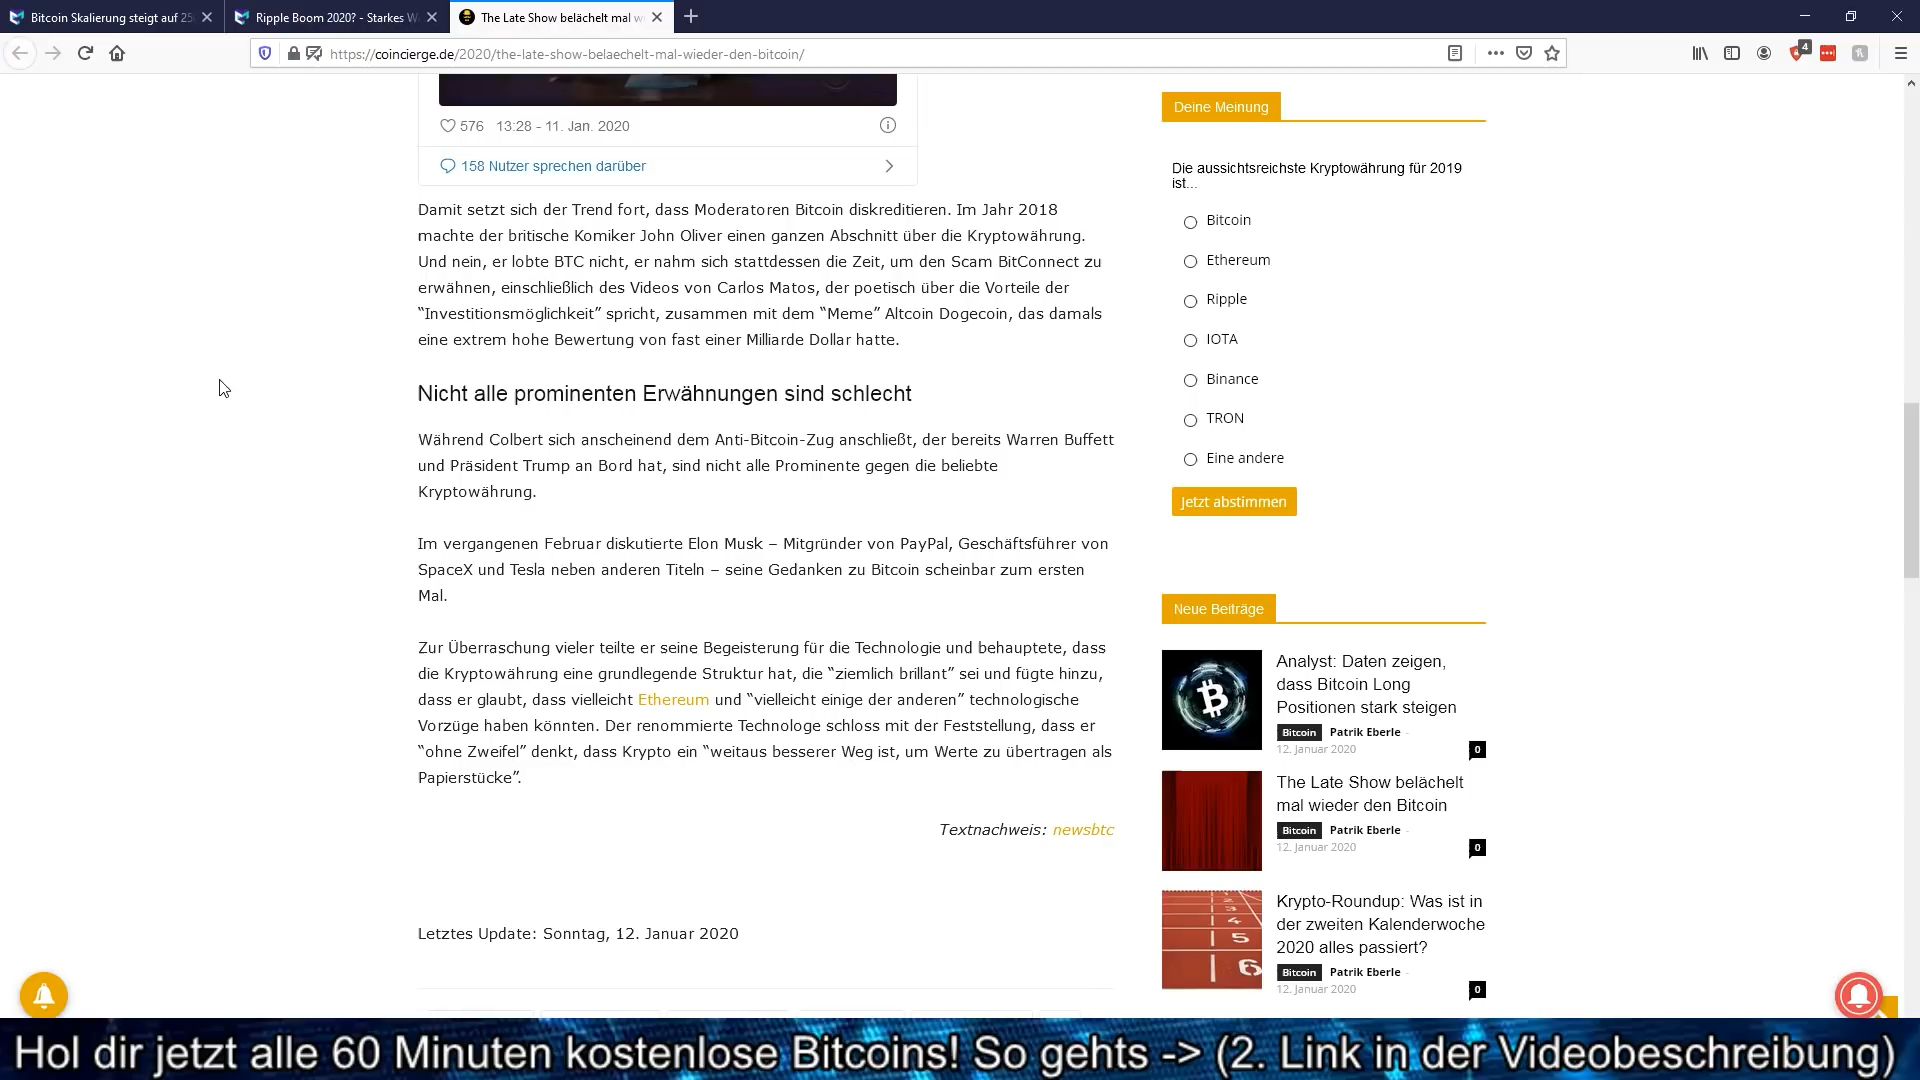 Bitcoin Skalierung steigt auf 25
Ripple Boom 2020? - Starkes W
The Late Show belächelt mal w
https://coincierge.de/2020/the-late-show-belaechelt-mal-wieder-den-bitcoin/
4
576 13:28 - 11. Jan. 2020
158 Nutzer sprechen darüber
Damit setzt sich der Trend fort, dass Moderatoren Bitcoin diskreditieren. Im Jahr 2018
machte der britische Komiker John Oliver einen ganzen Abschnitt über die Kryptowährung.
Und nein, er lobte BTC nicht, er nahm sich stattdessen die Zeit, um den Scam BitConnect zu
erwähnen, einschließlich des Videos von Carlos Matos, der poetisch über die Vorteile der
“Investitionsmöglichkeit” spricht, zusammen mit dem “Meme” Altcoin Dogecoin, das damals
eine extrem hohe Bewertung von fast einer Milliarde Dollar hatte.
Nicht alle prominenten Erwähnungen sind schlecht
Während Colbert sich anscheinend dem Anti-Bitcoin-Zug anschließt, der bereits Warren Buffett
und Präsident Trump an Bord hat, sind nicht alle Prominente gegen die beliebte
Kryptowährung.
Im vergangenen Februar diskutierte Elon Musk – Mitgründer von PayPal, Geschäftsführer von
SpaceX und Tesla neben anderen Titeln – seine Gedanken zu Bitcoin scheinbar zum ersten
Mal.
Zur Überraschung vieler teilte er seine Begeisterung für die Technologie und behauptete, dass
die Kryptowährung eine grundlegende Struktur hat, die “ziemlich brillant” sei und fügte hinzu,
dass er glaubt, dass vielleicht Ethereum und “vielleicht einige der anderen” technologische
Vorzüge haben könnten. Der renommierte Technologe schloss mit der Feststellung, dass er
“ohne Zweifel” denkt, dass Krypto ein “weitaus besserer Weg ist, um Werte zu übertragen als
Papierstücke”.
Textnachweis: newsbtc
Letztes Update: Sonntag, 12. Januar 2020
Deine Meinung
Die aussichtsreichste Kryptowährung für 2019
ist...
Bitcoin
Ethereum
Ripple
IOTA
Binance
TRON
Eine andere
Jetzt abstimmen
Neue Beiträge
Analyst: Daten zeigen,
dass Bitcoin Long
Positionen stark steigen
Bitcoin Patrik Eberle -
12. Januar 2020 0
The Late Show belächelt
mal wieder den Bitcoin
Bitcoin Patrik Eberle -
12. Januar 2020 0
Krypto-Roundup: Was ist in
der zweiten Kalenderwoche
2020 alles passiert?
Bitcoin Patrik Eberle -
12. Januar 2020 0
Hol dir jetzt alle 60 Minuten kostenlose Bitcoins! So gehts -> (2. Link in der Videobeschreibung)